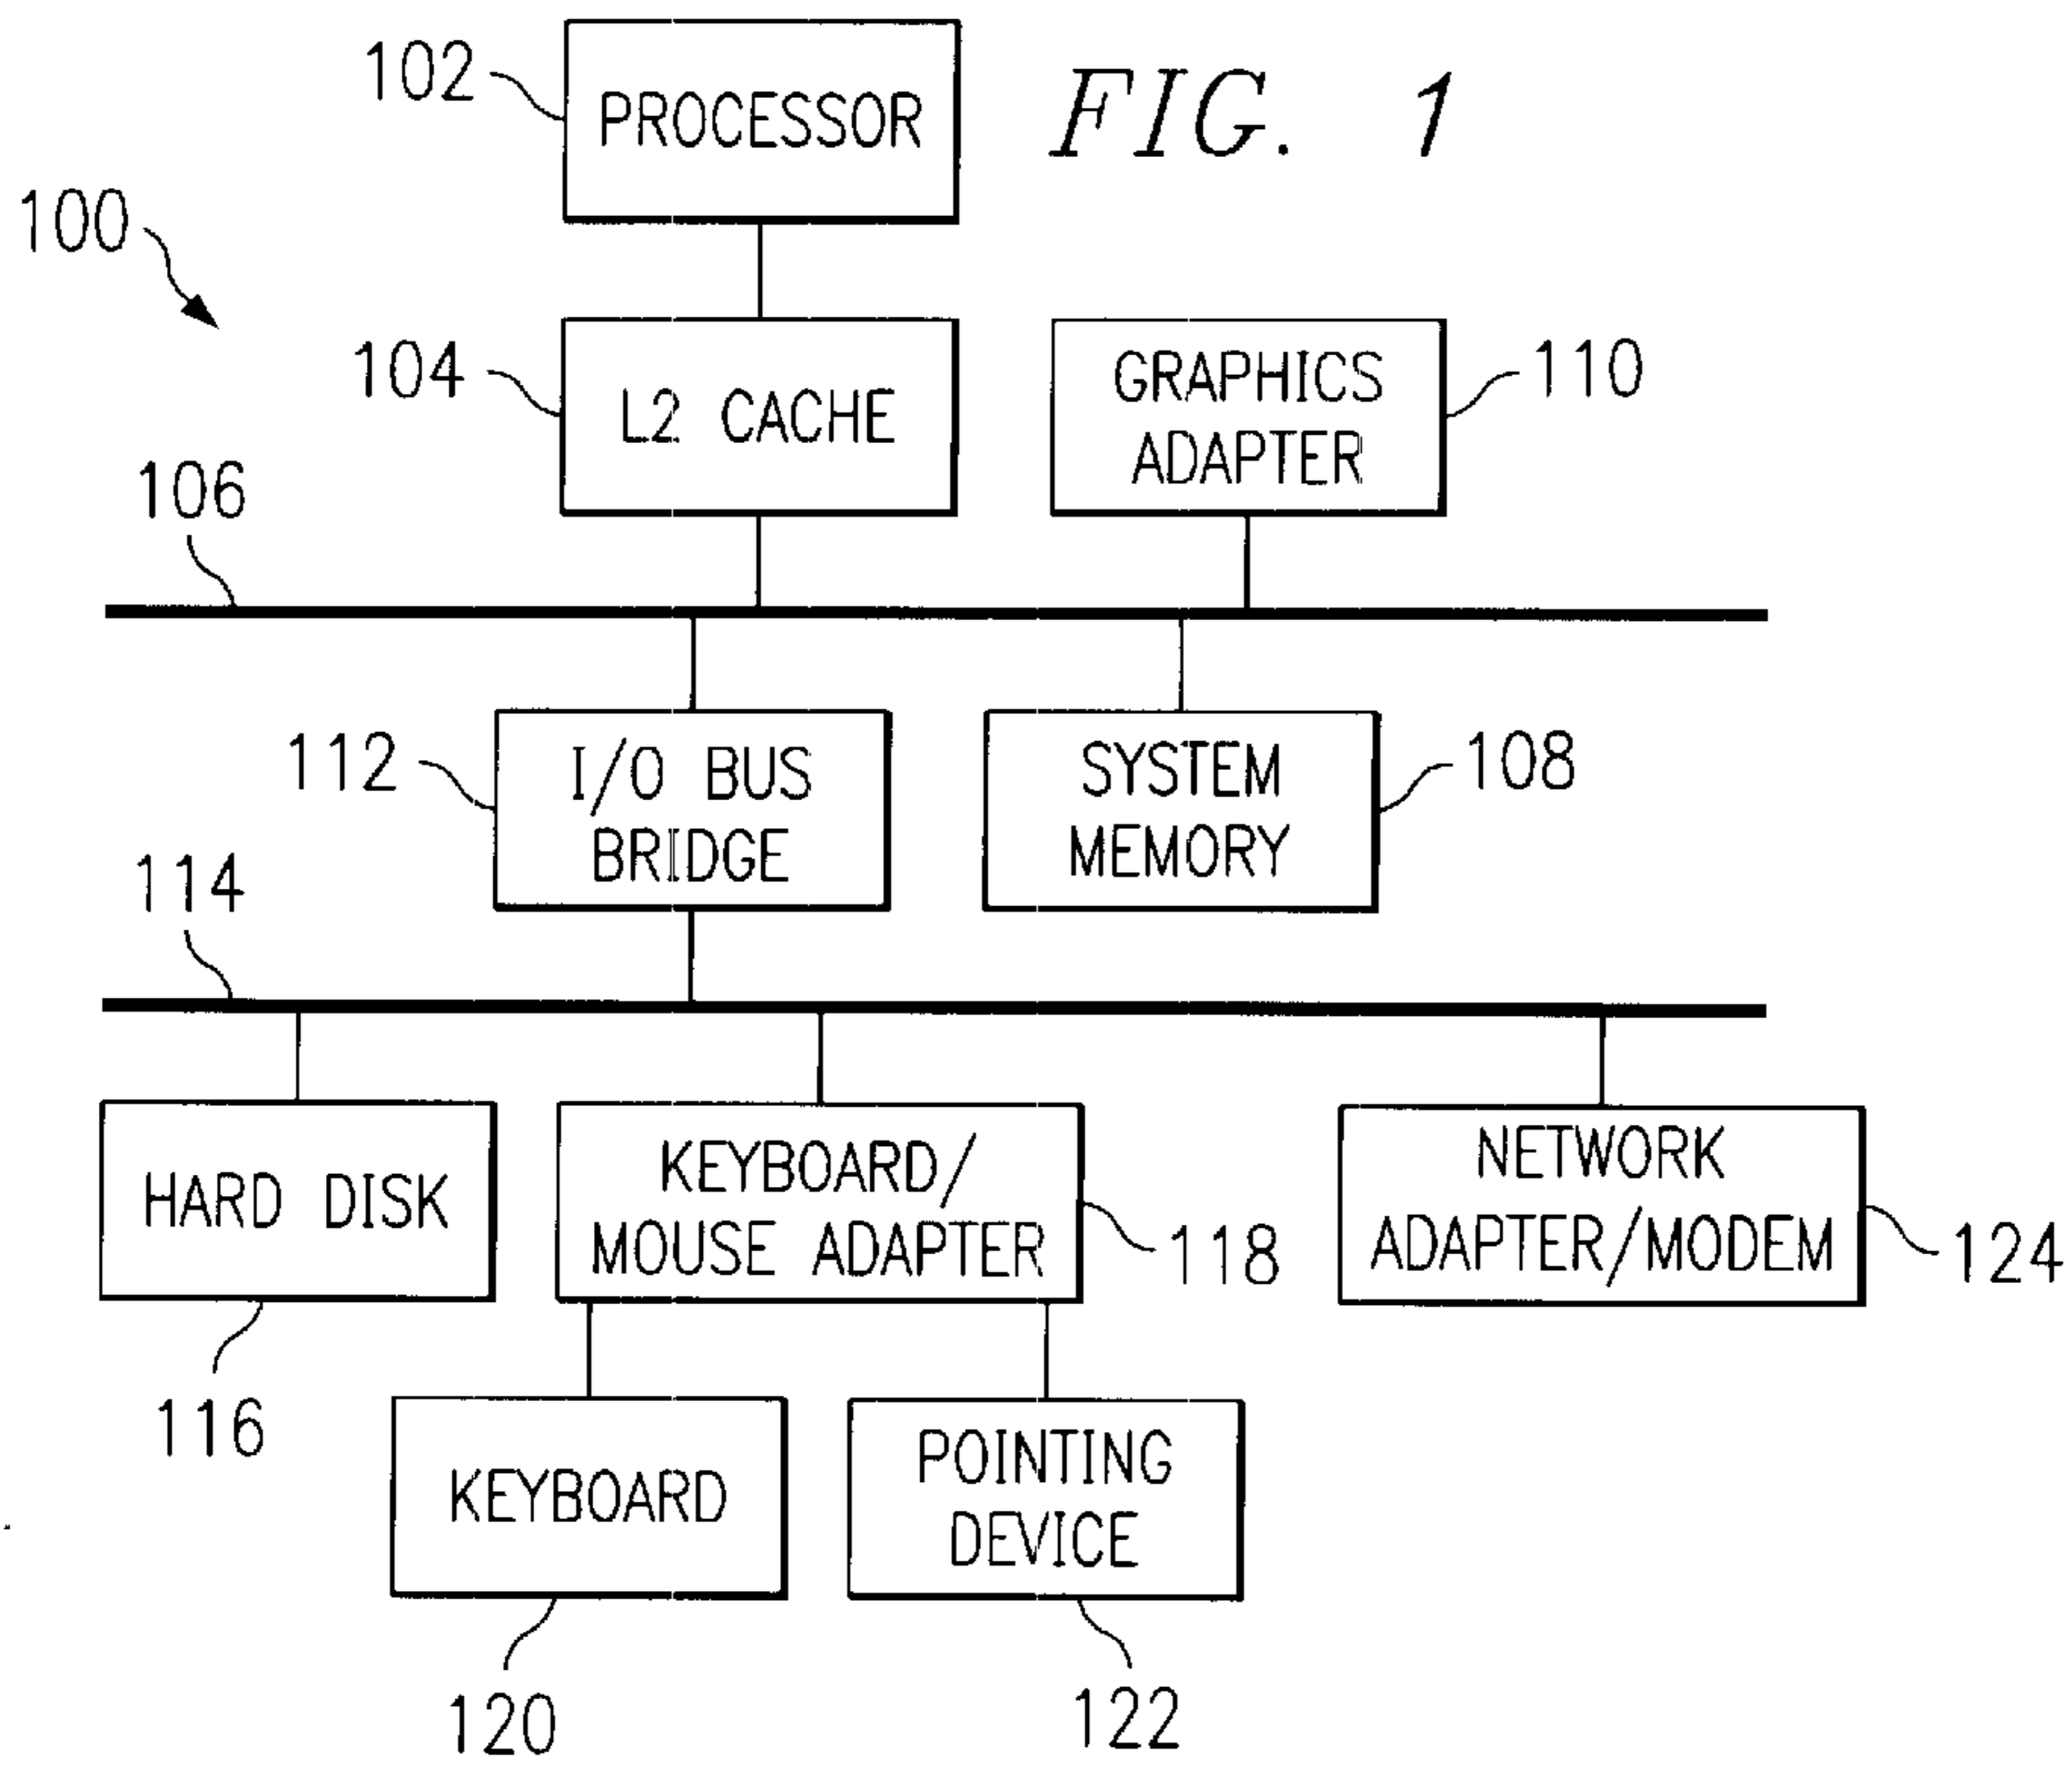 FIG. 1
102
PROCESSOR
100
104
L2 CACHE
GRAPHICS
ADAPTER
110
106
112
I/O BUS
BRIDGE
SYSTEM
MEMORY
108
114
HARD DISK
116
KEYBOARD/
MOUSE ADAPTER
118
NETWORK
ADAPTER/MODEM
124
KEYBOARD
120
POINTING
DEVICE
122